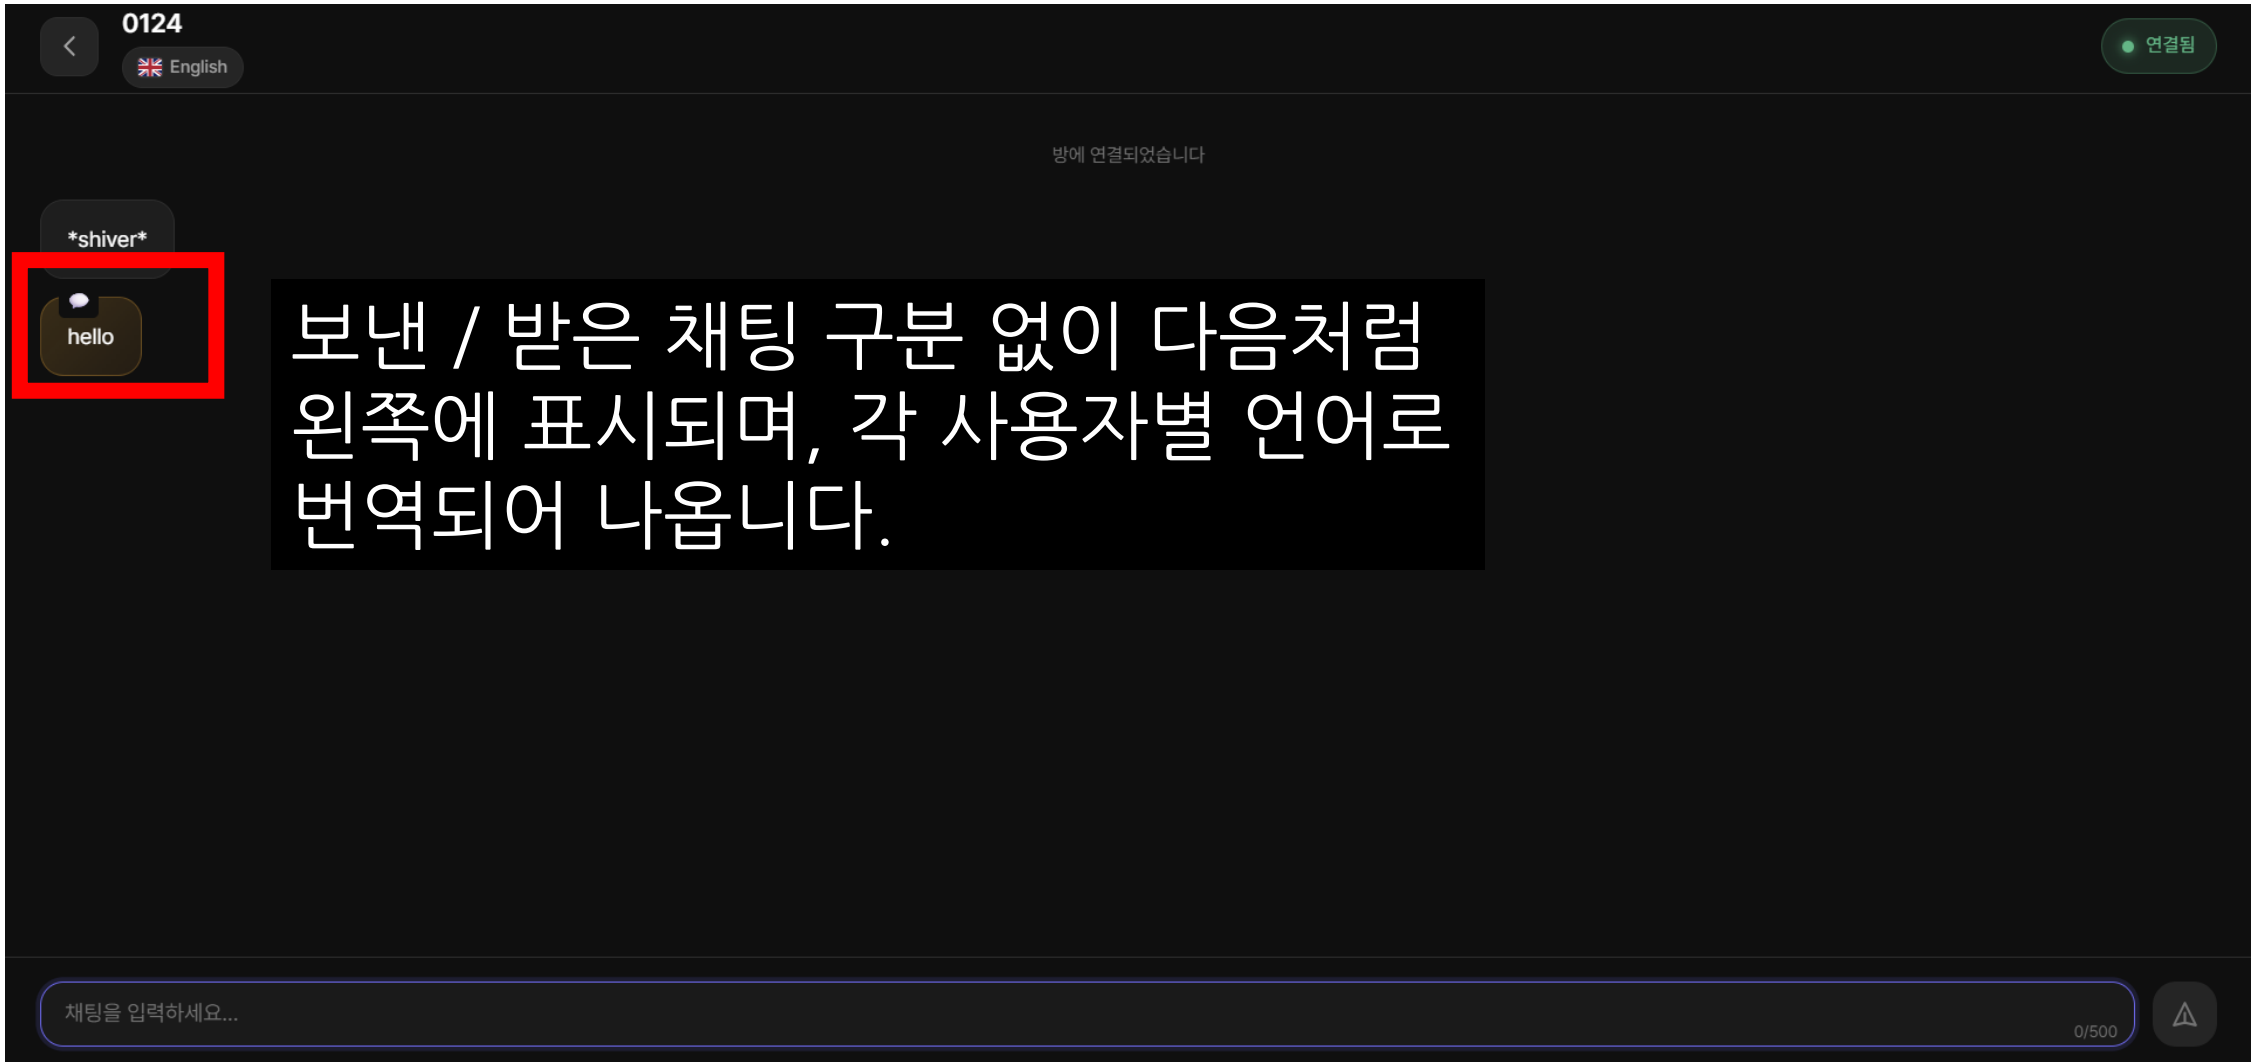 0124
English
연결됨
방에 연결되었습니다
*shiver*
hello
보낸 / 받은 채팅 구분 없이 다음처럼
왼쪽에 표시되며, 각 사용자별 언어로
번역되어 나옵니다.
채팅을 입력하세요...
0/500